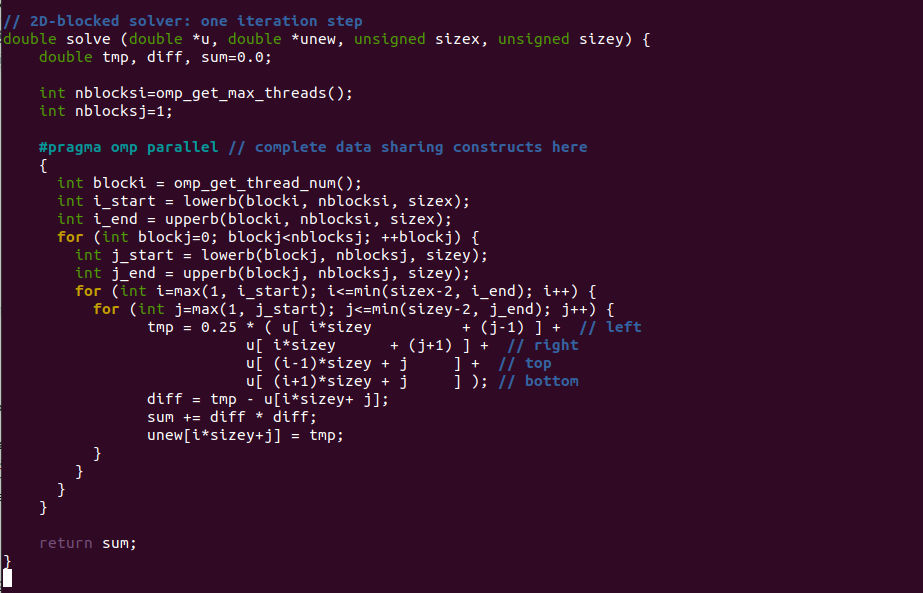 // 2D-blocked solver: one iteration step
double solve (double *u, double *unew, unsigned sizex, unsigned sizey) {
    double tmp, diff, sum=0.0;

    int nblocksi=omp_get_max_threads();
    int nblocksj=1;

    #pragma omp parallel // complete data sharing constructs here
    {
      int blocki = omp_get_thread_num();
      int i_start = lowerb(blocki, nblocksi, sizex);
      int i_end = upperb(blocki, nblocksi, sizex);
      for (int blockj=0; blockj<nblocksj; ++blockj) {
        int j_start = lowerb(blockj, nblocksj, sizey);
        int j_end = upperb(blockj, nblocksj, sizey);
        for (int i=max(1, i_start); i<=min(sizex-2, i_end); i++) {
          for (int j=max(1, j_start); j<=min(sizey-2, j_end); j++) {
                tmp = 0.25 * ( u[ i*sizey          + (j-1) ] +  // left
                           u[ i*sizey      + (j+1) ] +  // right
                           u[ (i-1)*sizey + j     ] +  // top
                           u[ (i+1)*sizey + j     ] ); // bottom
                diff = tmp - u[i*sizey+ j];
                sum += diff * diff;
                unew[i*sizey+j] = tmp;
          }
        }
      }
    }

    return sum;
}